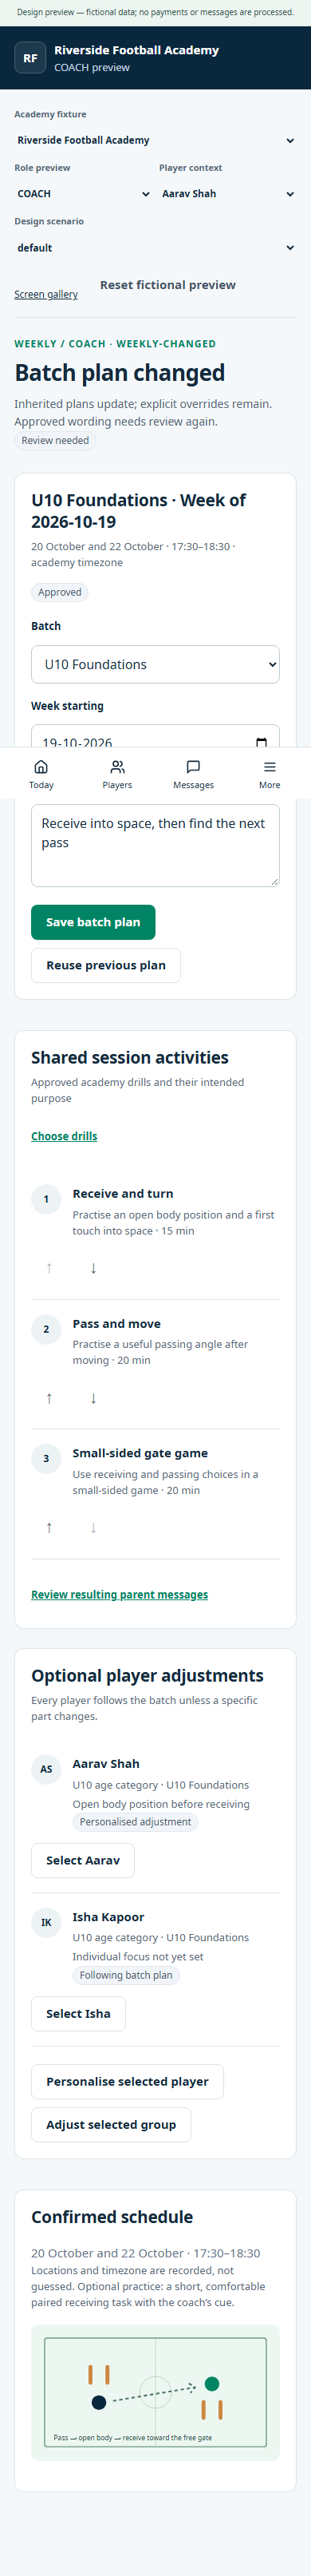 Design preview — fictional data; no payments or messages are processed.
RF
Riverside Football Academy
COACH preview
Academy fixture
Riverside Football Academy
Role preview
Player context
COACH
Aarav Shah
Design scenario
default
Screen gallery
Reset fictional preview
WEEKLY / COACH · WEEKLY-CHANGED
Batch plan changed
Inherited plans update; explicit overrides remain.
Approved wording needs review again.
Review needed
U10 Foundations · Week of
2026-10-19
20 October and 22 October · 17:30–18:30 ·
academy timezone
Approved
Batch
U10 Foundations
Week starting
19-10-2026
Today
Players
Messages
More
Receive into space, then find the next
pass
Save batch plan
Reuse previous plan
Shared session activities
Approved academy drills and their intended
purpose
Choose drills
1
Receive and turn
Practise an open body position and a first
touch into space · 15 min
↑ ↓
2
Pass and move
Practise a useful passing angle after
moving · 20 min
↑ ↓
3
Small-sided gate game
Use receiving and passing choices in a
small-sided game · 20 min
↑ ↓
Review resulting parent messages
Optional player adjustments
Every player follows the batch unless a specific
part changes.
AS
Aarav Shah
U10 age category · U10 Foundations
Open body position before receiving
Personalised adjustment
Select Aarav
IK
Isha Kapoor
U10 age category · U10 Foundations
Individual focus not yet set
Following batch plan
Select Isha
Personalise selected player
Adjust selected group
Confirmed schedule
20 October and 22 October · 17:30–18:30
Locations and timezone are recorded, not
guessed. Optional practice: a short, comfortable
paired receiving task with the coach's cue.
Pass → open body → receive toward the free gate